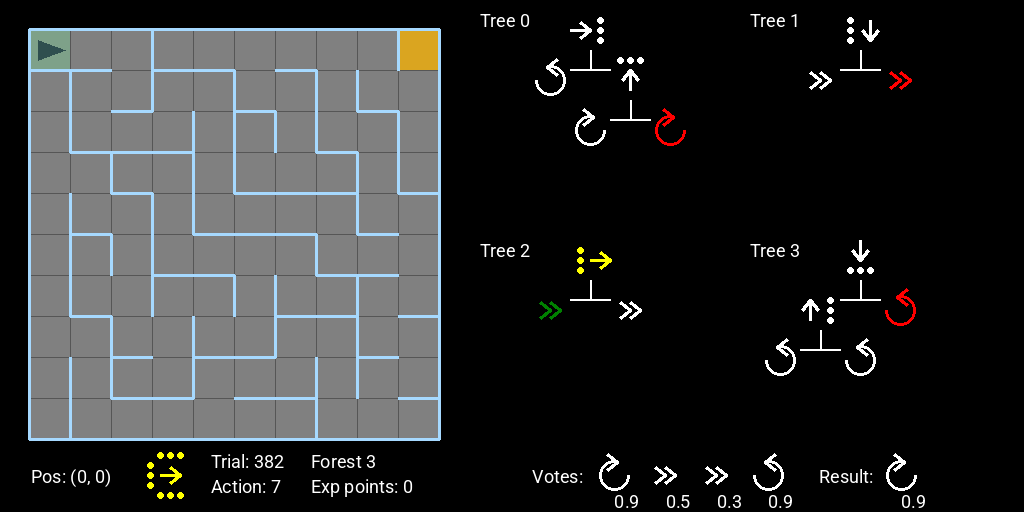 Tree 0
Tree 1
Tree 2
Tree 3
Pos: (0, 0)
Trial: 382
Forest 3
Action: 7
Exp points: 0
Votes:
Result:
0.9
0.5
0.3
0.9
0.9